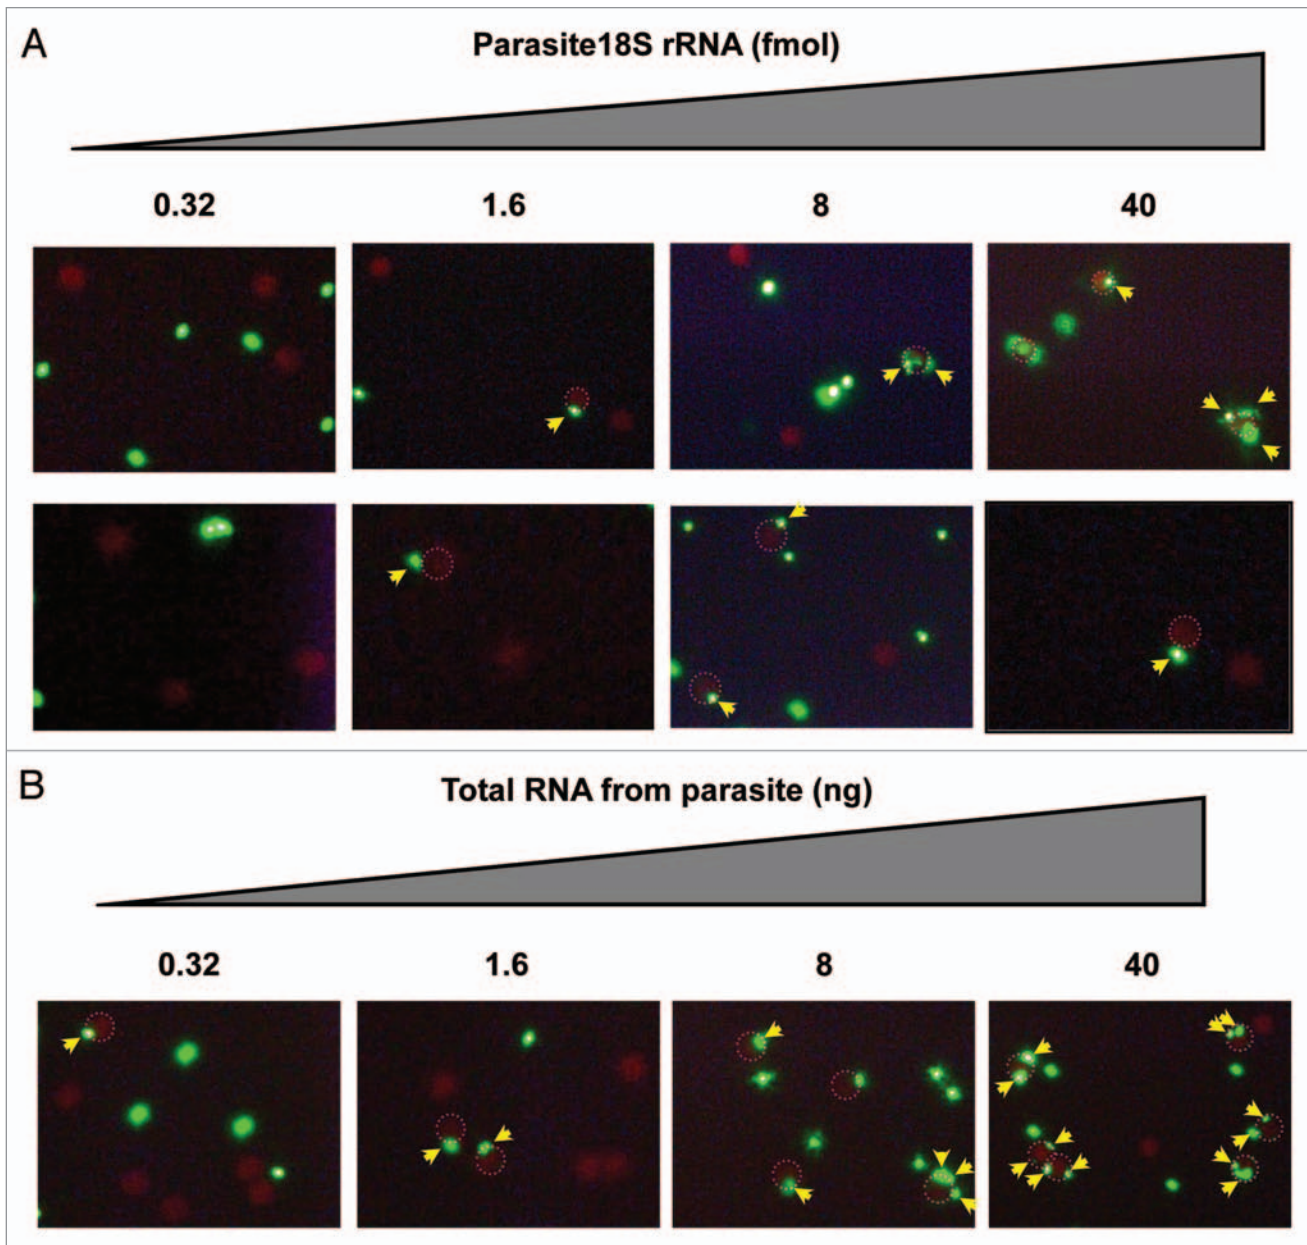 A
Parasite18S rRNA (fmol)
0.32 1.6 8 40
B
Total RNA from parasite (ng)
0.32 1.6 8 40